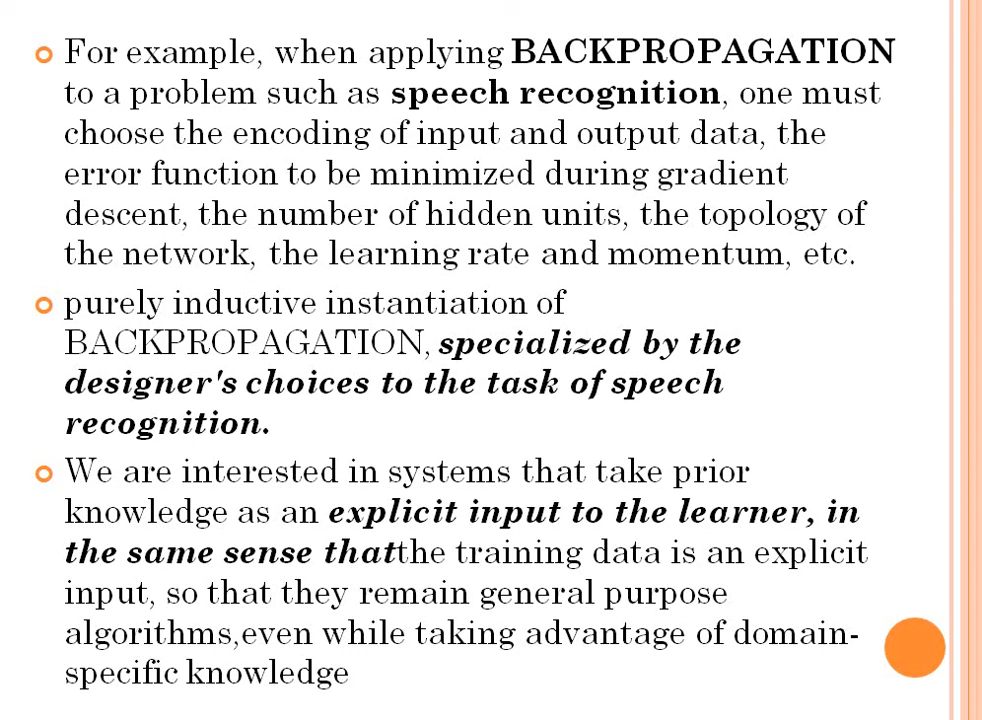 For example, when applying BACKPROPAGATION
to a problem such as speech recognition, one must
choose the encoding of input and output data, the
error function to be minimized during gradient
descent, the number of hidden units, the topology of
the network, the learning rate and momentum, etc.
purely inductive instantiation of
BACKPROPAGATION, specialized by the
designer's choices to the task of speech
recognition.
We are interested in systems that take prior
knowledge as an explicit input to the learner, in
the same sense thatthe training data is an explicit
input, so that they remain general purpose
algorithms,even while taking advantage of domain-
specific knowledge